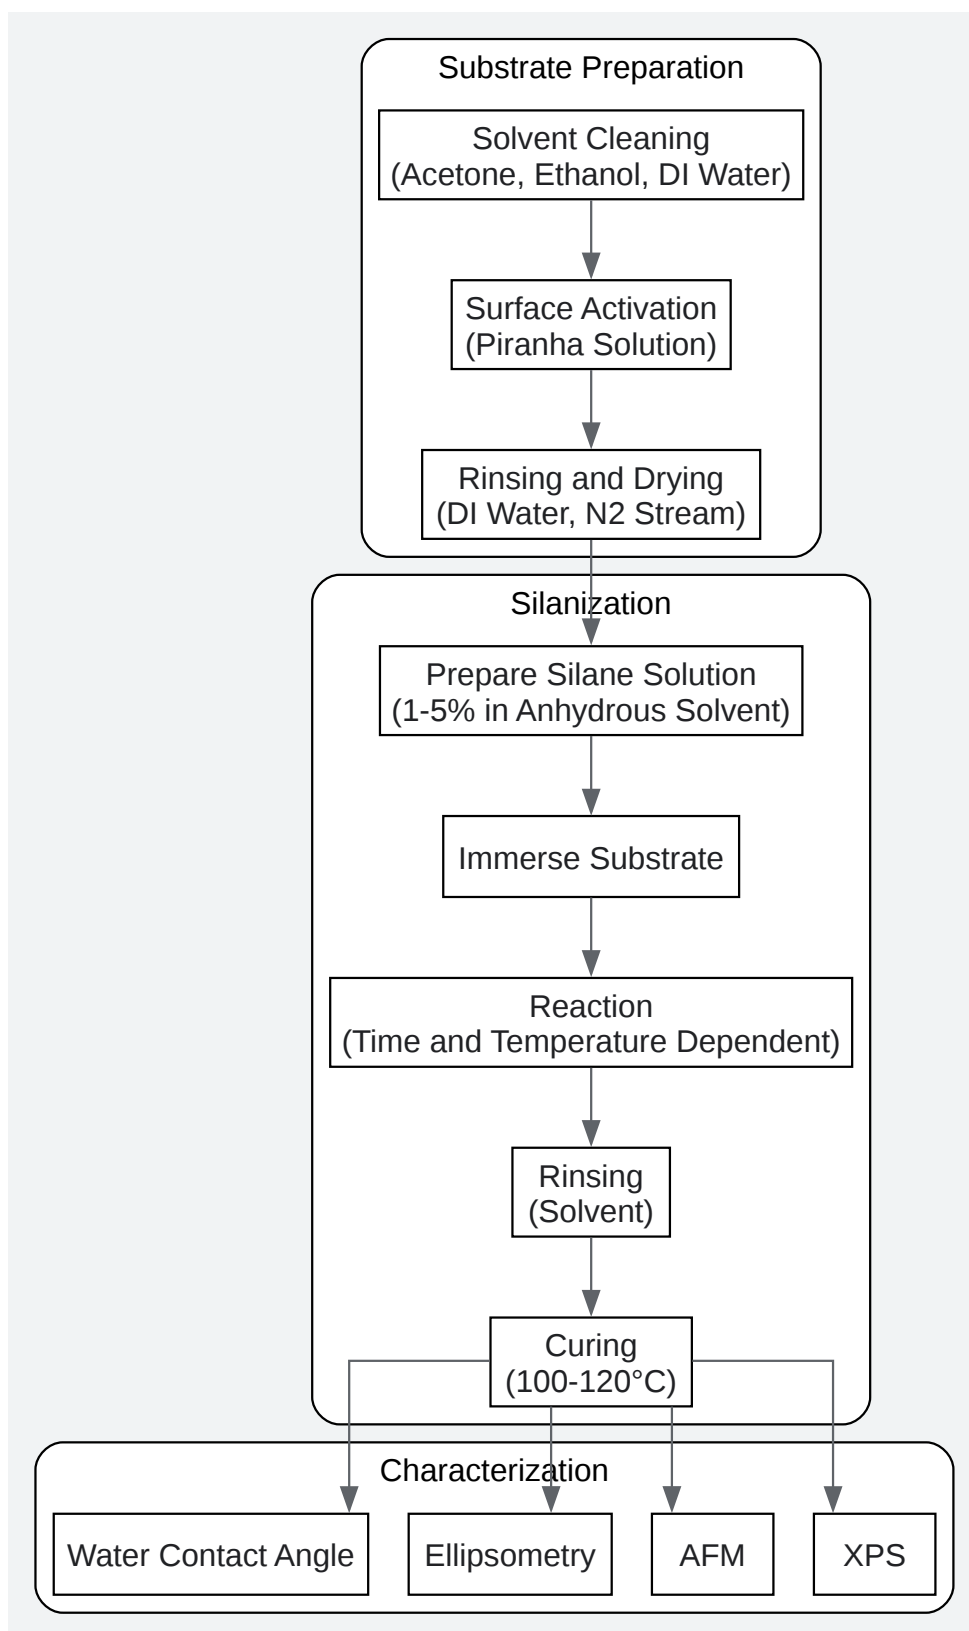 Substrate Preparation
Solvent Cleaning
(Acetone, Ethanol, DI Water)
Surface Activation
(Piranha Solution)
Rinsing and Drying
(DI Water, N2 Stream)
Silanization
Prepare Silane Solution
(1-5% in Anhydrous Solvent)
Immerse Substrate
Reaction
(Time and Temperature Dependent)
Rinsing
(Solvent)
Curing
(100-120°C)
Characterization
Water Contact Angle
Ellipsometry
AFM
XPS